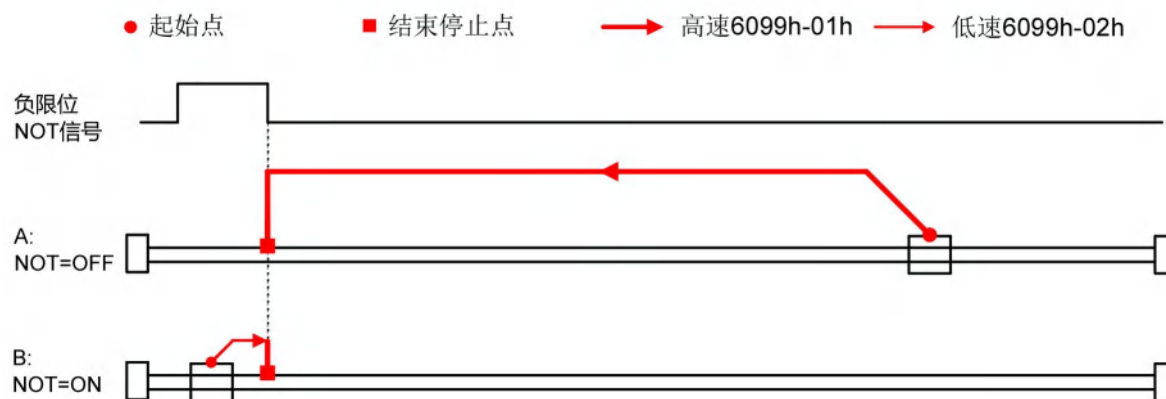 起始点 结束停止点 高速6099h-01h 低速6099h-02h
负限位
NOT信号
A:
NOT=OFF
B:
NOT=ON